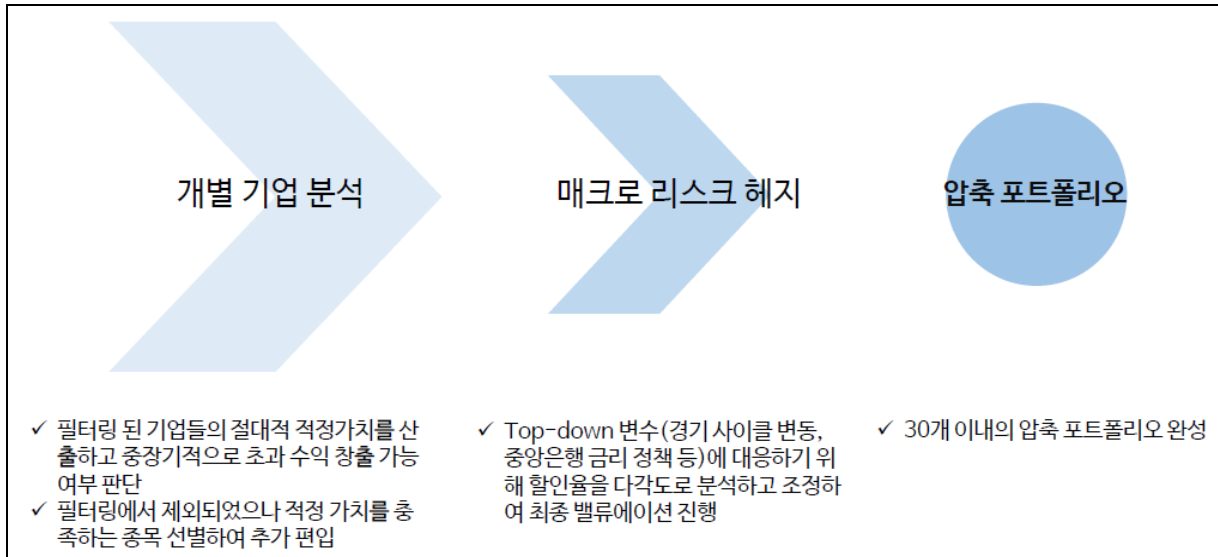 개별 기업 분석
매크로 리스크 헤지
압축 포트폴리오
✓ 필터링 된 기업들의 절대적 적정가치를 산
출하고 중장기적으로 초과 수익 창출 가능
여부 판단
✓ 필터링에서 제외되었으나 적정 가치를 충
족하는 종목 선별하여 추가 편입
✓ Top-down 변수(경기 사이클 변동,
중앙은행 금리 정책 등)에 대응하기 위
해 할인율을 다각도로 분석하고 조정하
여 최종 밸류에이션 진행
✓ 30개 이내의 압축 포트폴리오 완성